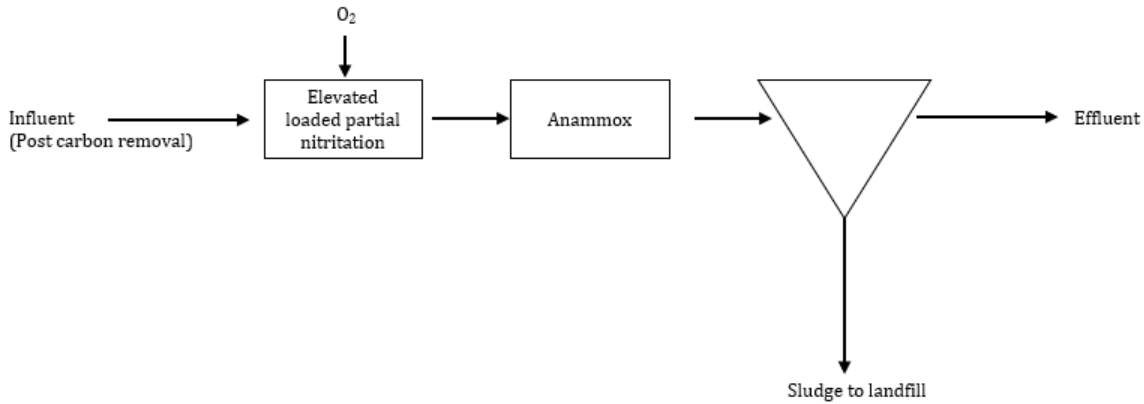 O₂
Influent
(Post carbon removal)
Elevated
loaded partial
nitritation
Anammox
Effluent
Sludge to landfill